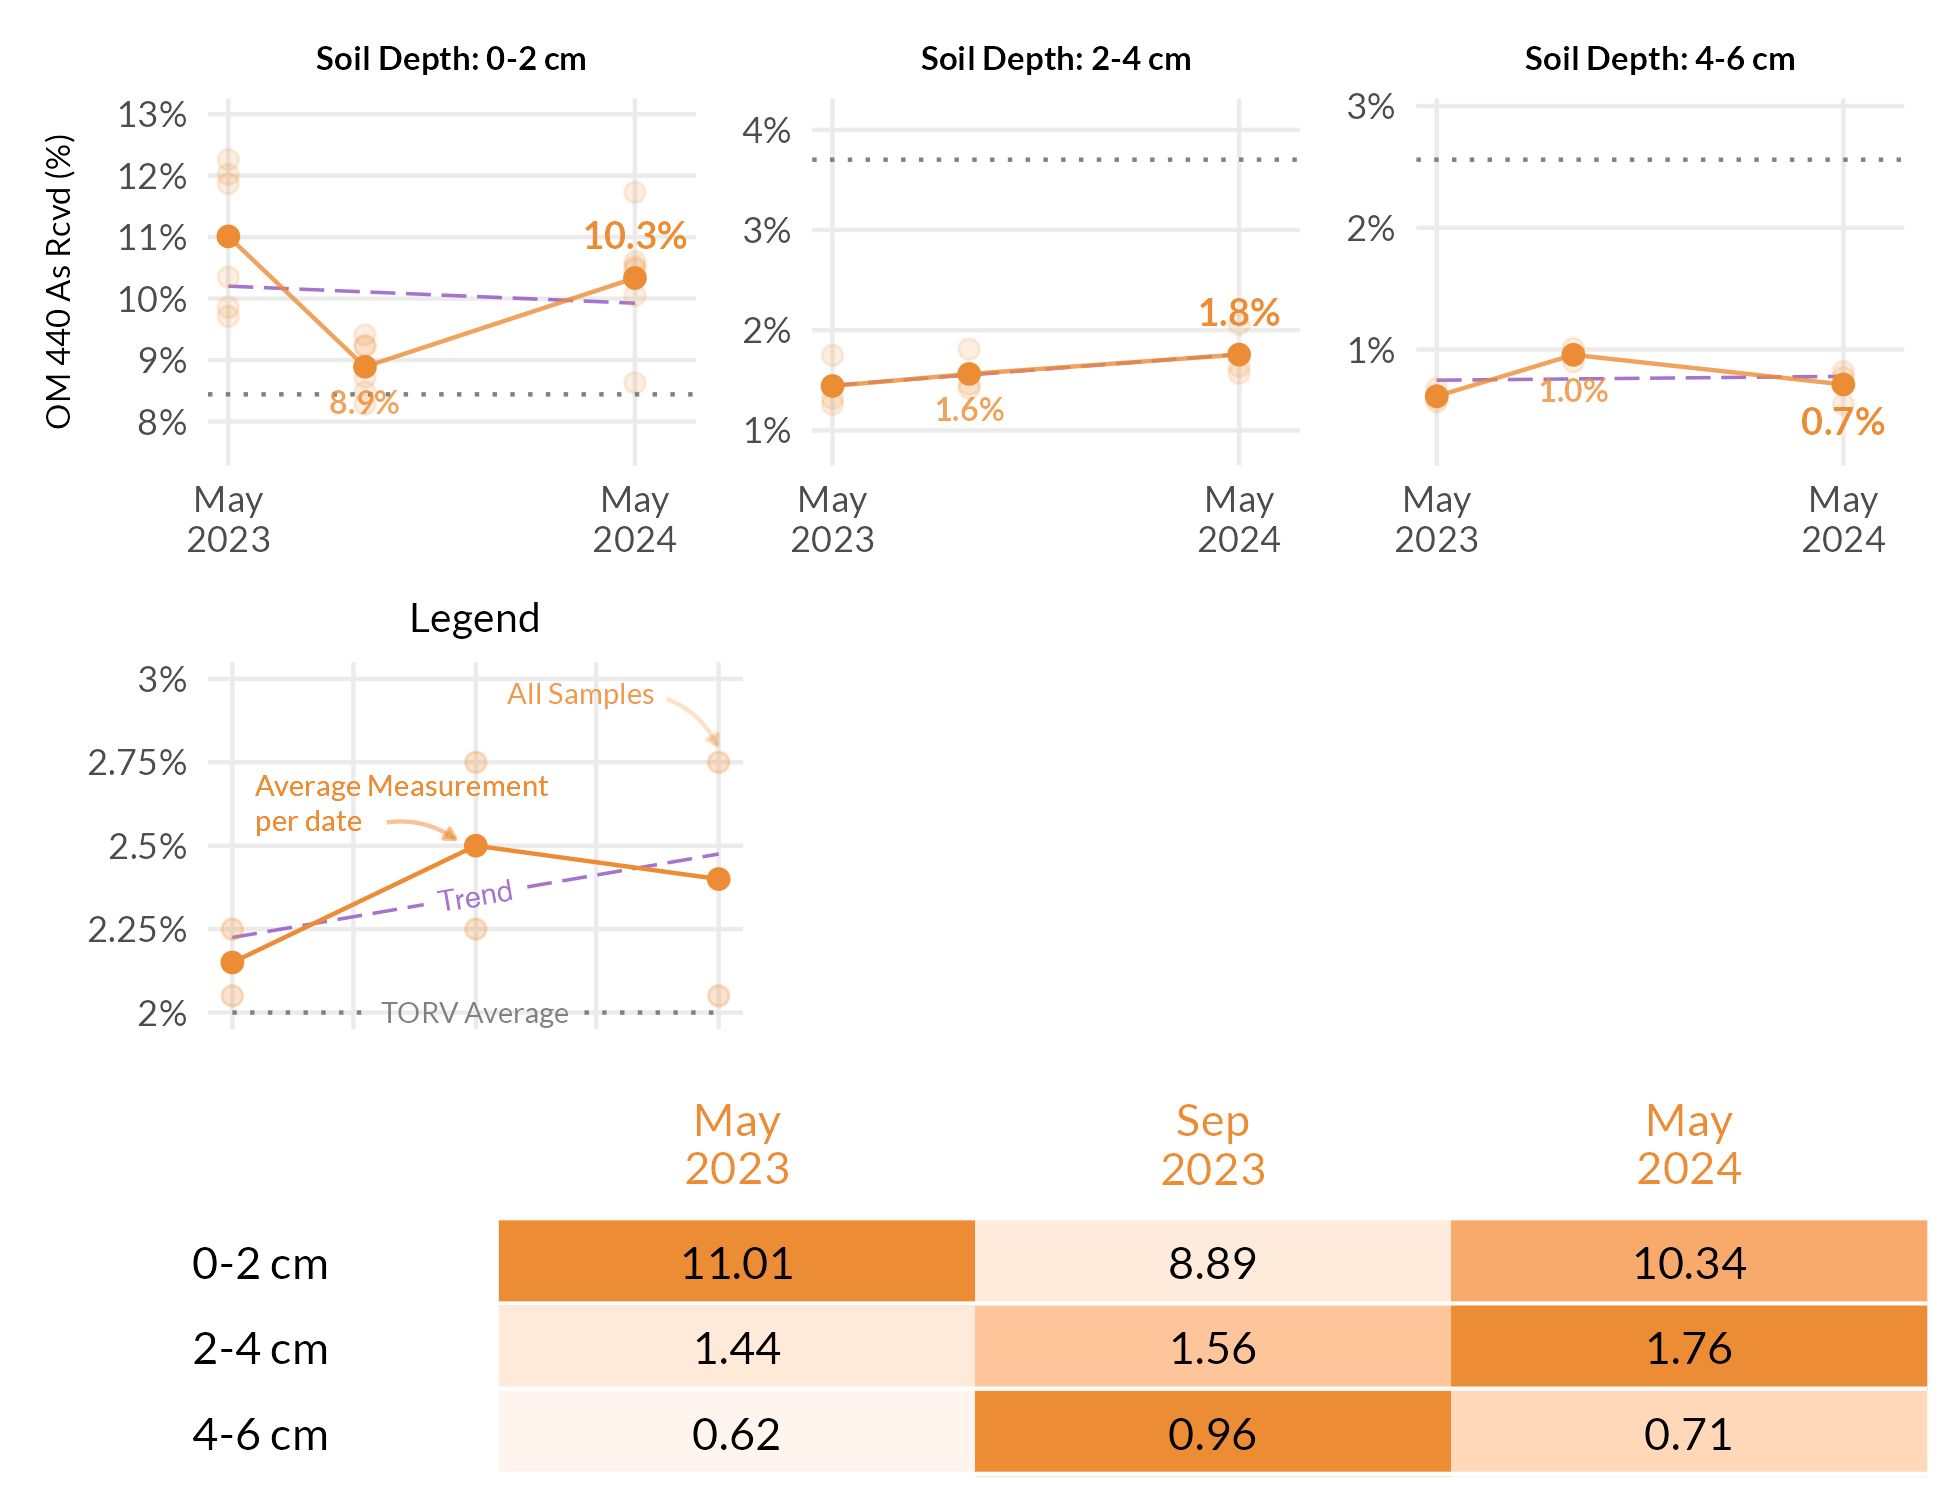 Soil Depth: 0-2 cm
Soil Depth: 2-4 cm
Soil Depth: 4-6 cm
OM 440 As Rcvd (%)
13%
12%
11%
10%
9%
8%
10.3%
8.9%
May
2023
May
2024
4%
3%
2%
1%
1.8%
1.6%
May
2023
May
2024
3%
2%
1%
1.0%
0.7%
May
2023
May
2024
Legend
3%
2.75%
2.5%
2.25%
2%
All Samples
Average Measurement
per date
Trend
TORV Average
May
2023
Sep
2023
May
2024
0-2 cm 11.01 8.89 10.34
2-4 cm 1.44 1.56 1.76
4-6 cm 0.62 0.96 0.71